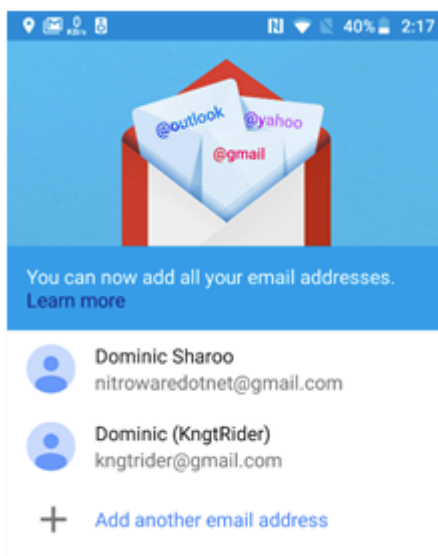 40% 2:17
@outlook
@yahoo
@gmail
You can now add all your email addresses.
Learn more
Dominic Sharoo
nitrowaredotnet@gmail.com
Dominic (KngtRider)
kngtrider@gmail.com
Add another email address